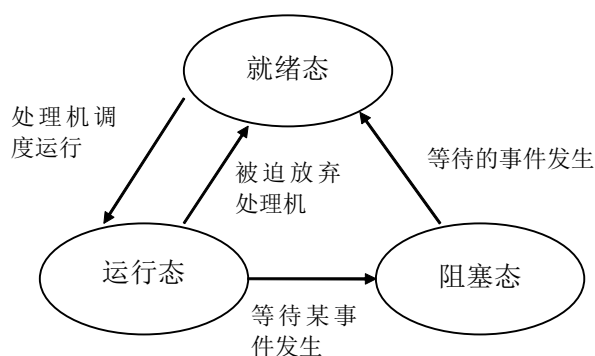 就绪态
处理机调
度运行
被迫放弃
处理机
等待的事件发生
运行态
阻塞态
等待某事
件发生